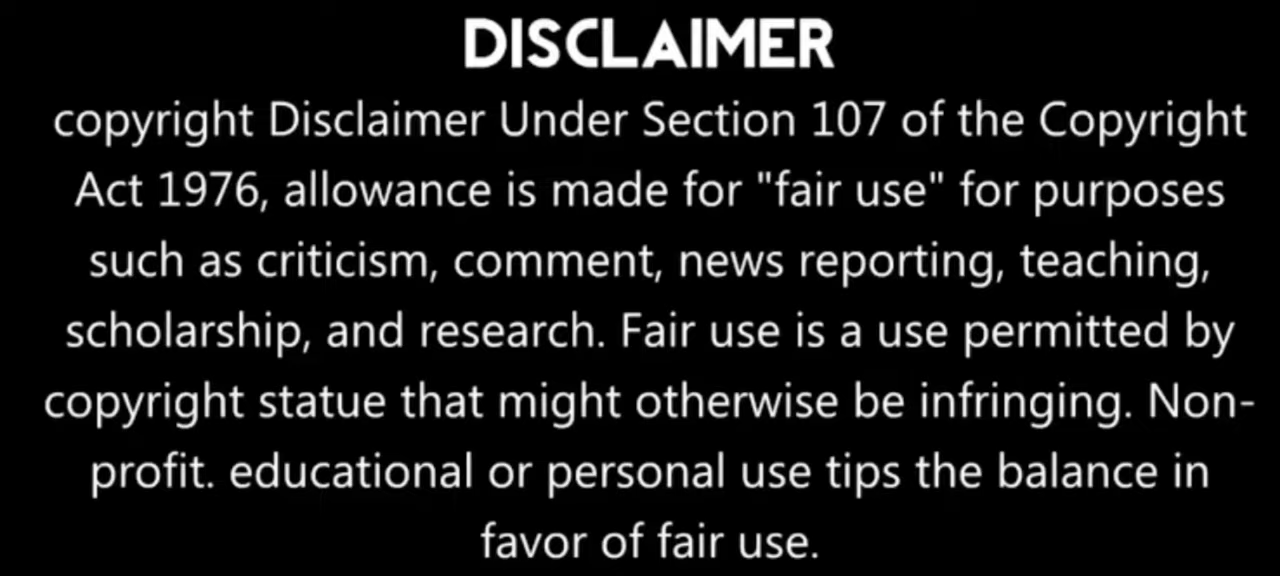 DISCLAIMER
copyright Disclaimer Under Section 107 of the Copyright
Act 1976, allowance is made for "fair use" for purposes
such as criticism, comment, news reporting, teaching,
scholarship, and research. Fair use is a use permitted by
copyright statue that might otherwise be infringing. Non-
profit. educational or personal use tips the balance in
favor of fair use.